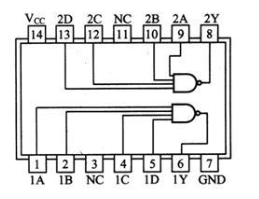 VCC 2D 2C NC 2B 2A 2Y
14 13 12 11 10 9 8
1 2 3 4 5 6 7
1A 1B NC 1C 1D 1Y GND